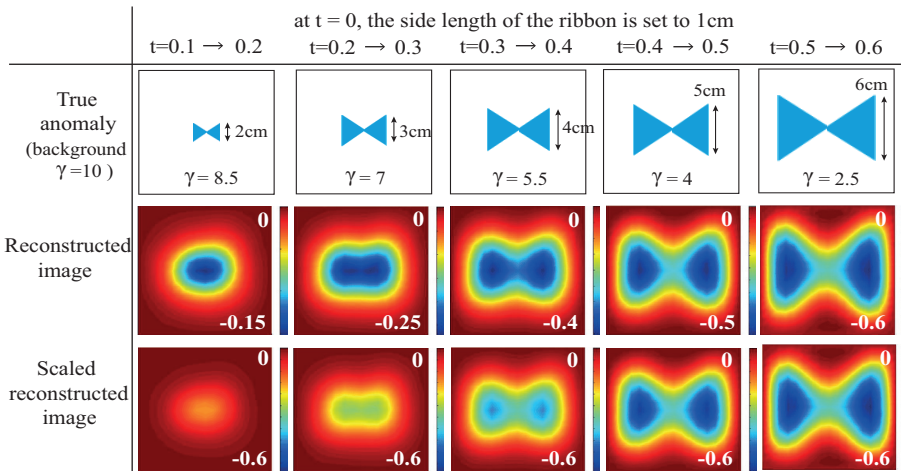 at t = 0, the side length of the ribbon is set to 1cm
t=0.1 → 0.2 t=0.2 → 0.3 t=0.3 → 0.4 t=0.4 → 0.5 t=0.5 → 0.6
True
anomaly
(background
γ =10 )
2cm 3cm 4cm 5cm 6cm
γ = 8.5 γ = 7 γ = 5.5 γ = 4 γ = 2.5
Reconstructed
image
0 0 0 0 0
-0.15 -0.25 -0.4 -0.5 -0.6
Scaled
reconstructed
image
0 0 0 0 0
-0.6 -0.6 -0.6 -0.6 -0.6